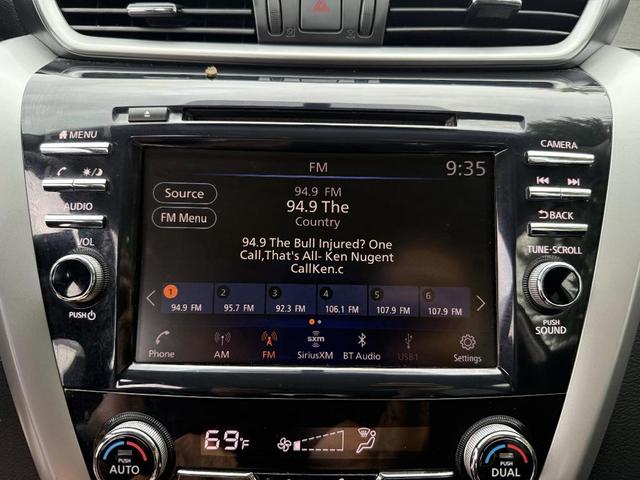 MENU
CAMERA
FM
9:35
Source
94.9 FM
94.9 The
Country
FM Menu
AUDIO
BACK
94.9 The Bull Injured? One
Call,That's All- Ken Nugent
CallKen.c
VOL
TUNE·SCROLL
1 2 3 4 5 6
94.9 FM 95.7 FM 92.3 FM 106.1 FM 107.9 FM 107.9 FM
PUSH
PUSH
SOUND
Phone AM FM SiriusXM BT Audio USB1 Settings
sxm
69°F
PUSH
AUTO
PUSH
DUAL